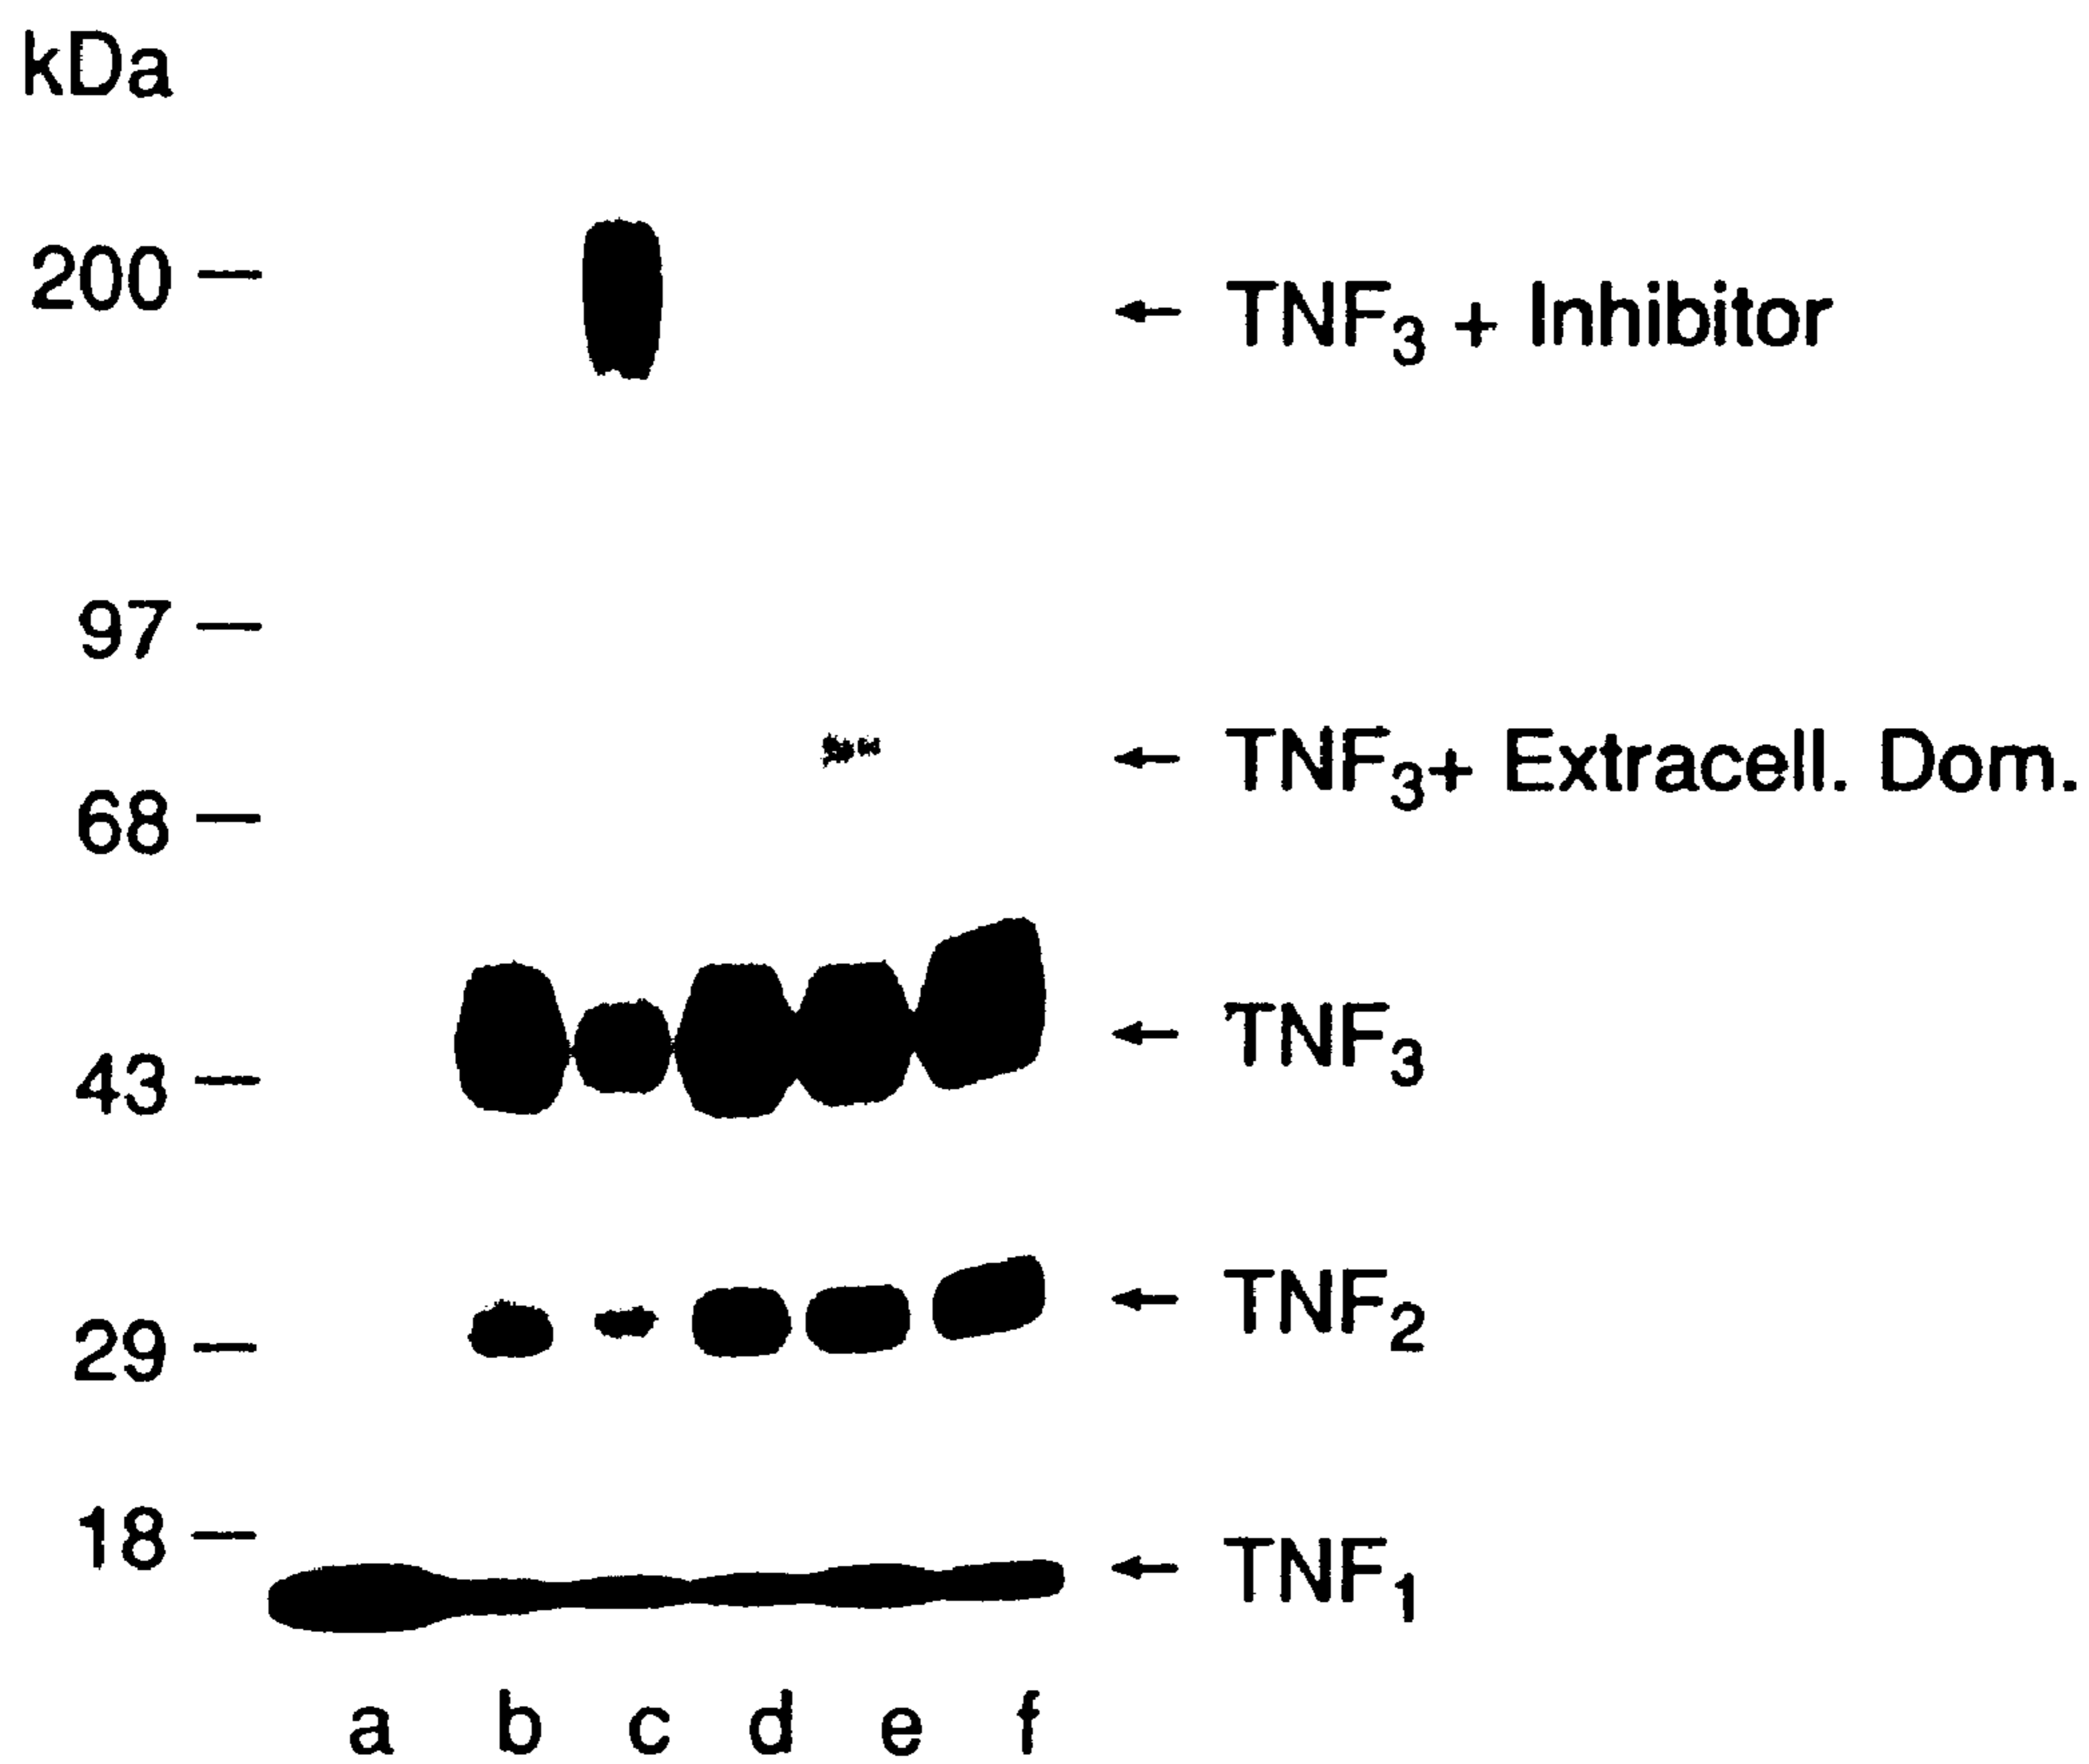 kDa
200 — ← TNF₃ + Inhibitor
97 —
← TNF₃+ Extracell. Dom.
68 —
← TNF₃
43 —
← TNF₂
29 —
18 — ← TNF₁
a b c d e f